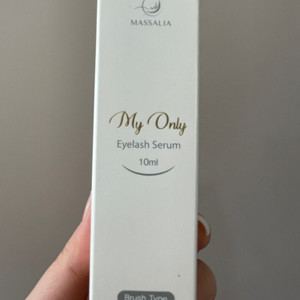 MASSALIA
My Only
Eyelash Serum
10ml
Brush Type